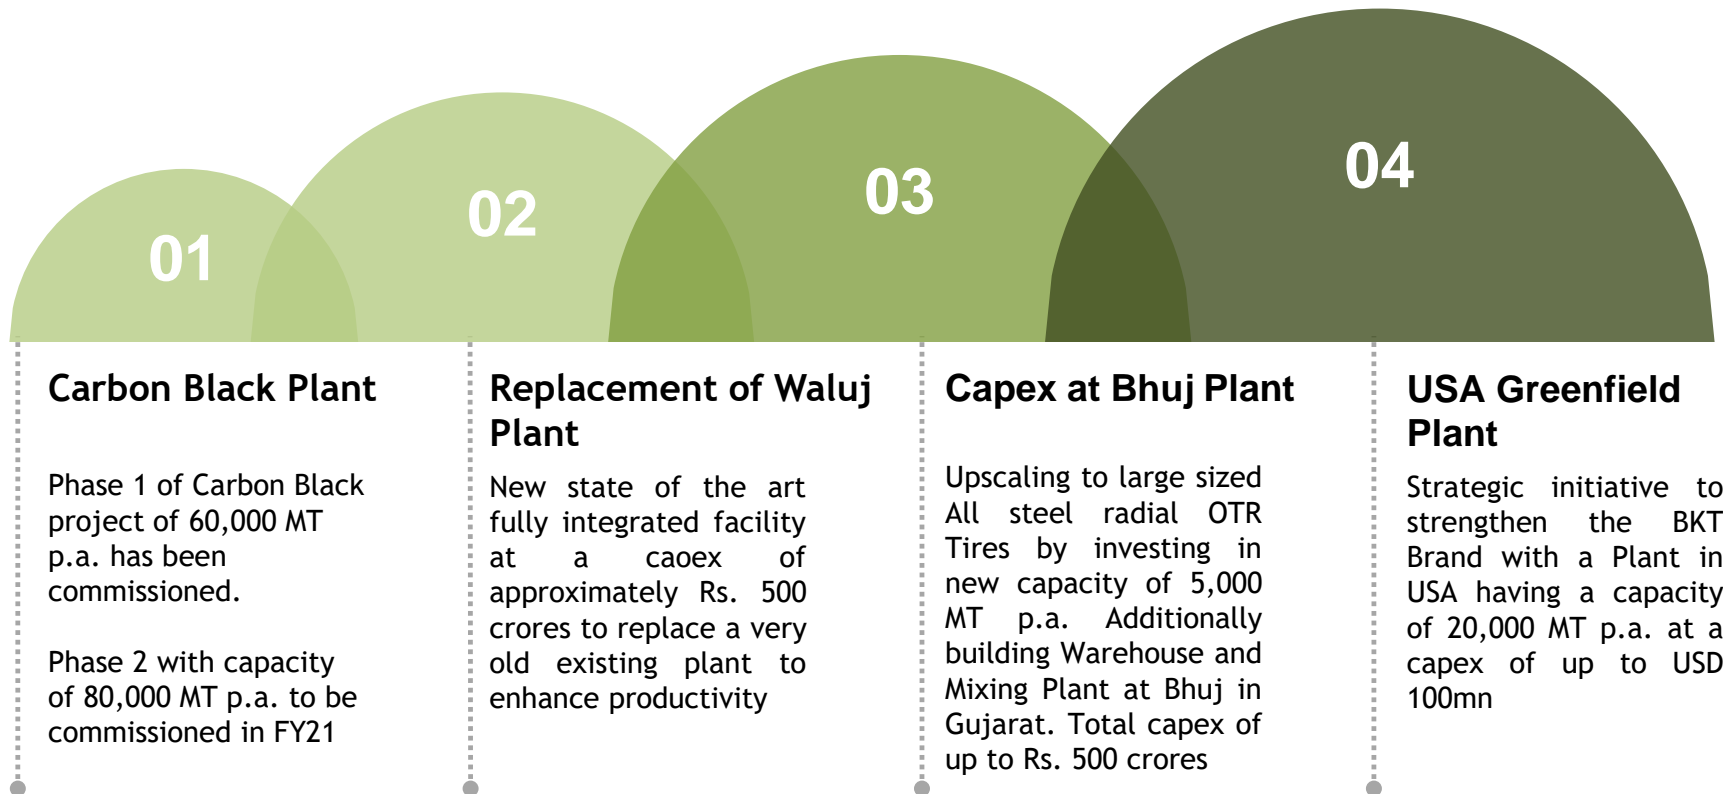 01
02
03
04
Carbon Black Plant
Phase 1 of Carbon Black
project of 60,000 MT
p.a. has been
commissioned.
Phase 2 with capacity
of 80,000 MT p.a. to be
commissioned in FY21
Replacement of Waluj
Plant
New state of the art
fully integrated facility
at a caoex of
approximately Rs. 500
crores to replace a very
old existing plant to
enhance productivity
Capex at Bhuj Plant
Upscaling to large sized
All steel radial OTR
Tires by investing in
new capacity of 5,000
MT p.a. Additionally
building Warehouse and
Mixing Plant at Bhuj in
Gujarat. Total capex of
up to Rs. 500 crores
USA Greenfield
Plant
Strategic initiative to
strengthen the BKT
Brand with a Plant in
USA having a capacity
of 20,000 MT p.a. at a
capex of up to USD
100mn